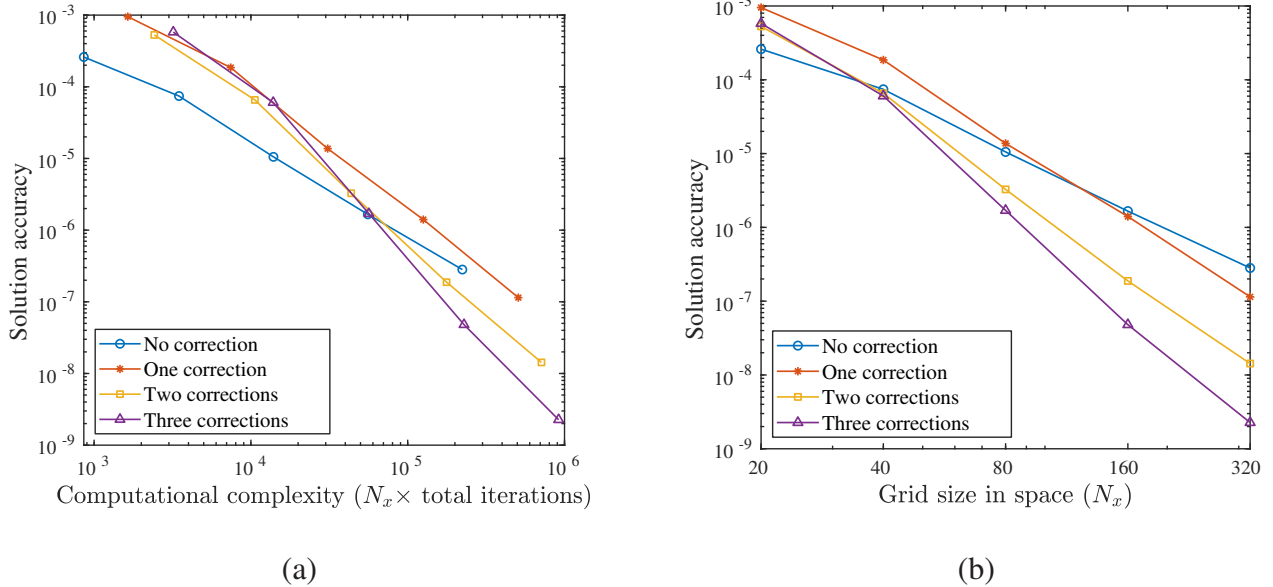 10^-3
10^-4
10^-5
10^-6
10^-7
10^-8
10^-9
Solution accuracy
No correction
One correction
Two corrections
Three corrections
10^3
10^4
10^5
10^6
Computational complexity (N_x × total iterations)
(a)
10^-3
10^-4
10^-5
10^-6
10^-7
10^-8
10^-9
Solution accuracy
No correction
One correction
Two corrections
Three corrections
20
40
80
160
320
Grid size in space (N_x)
(b)